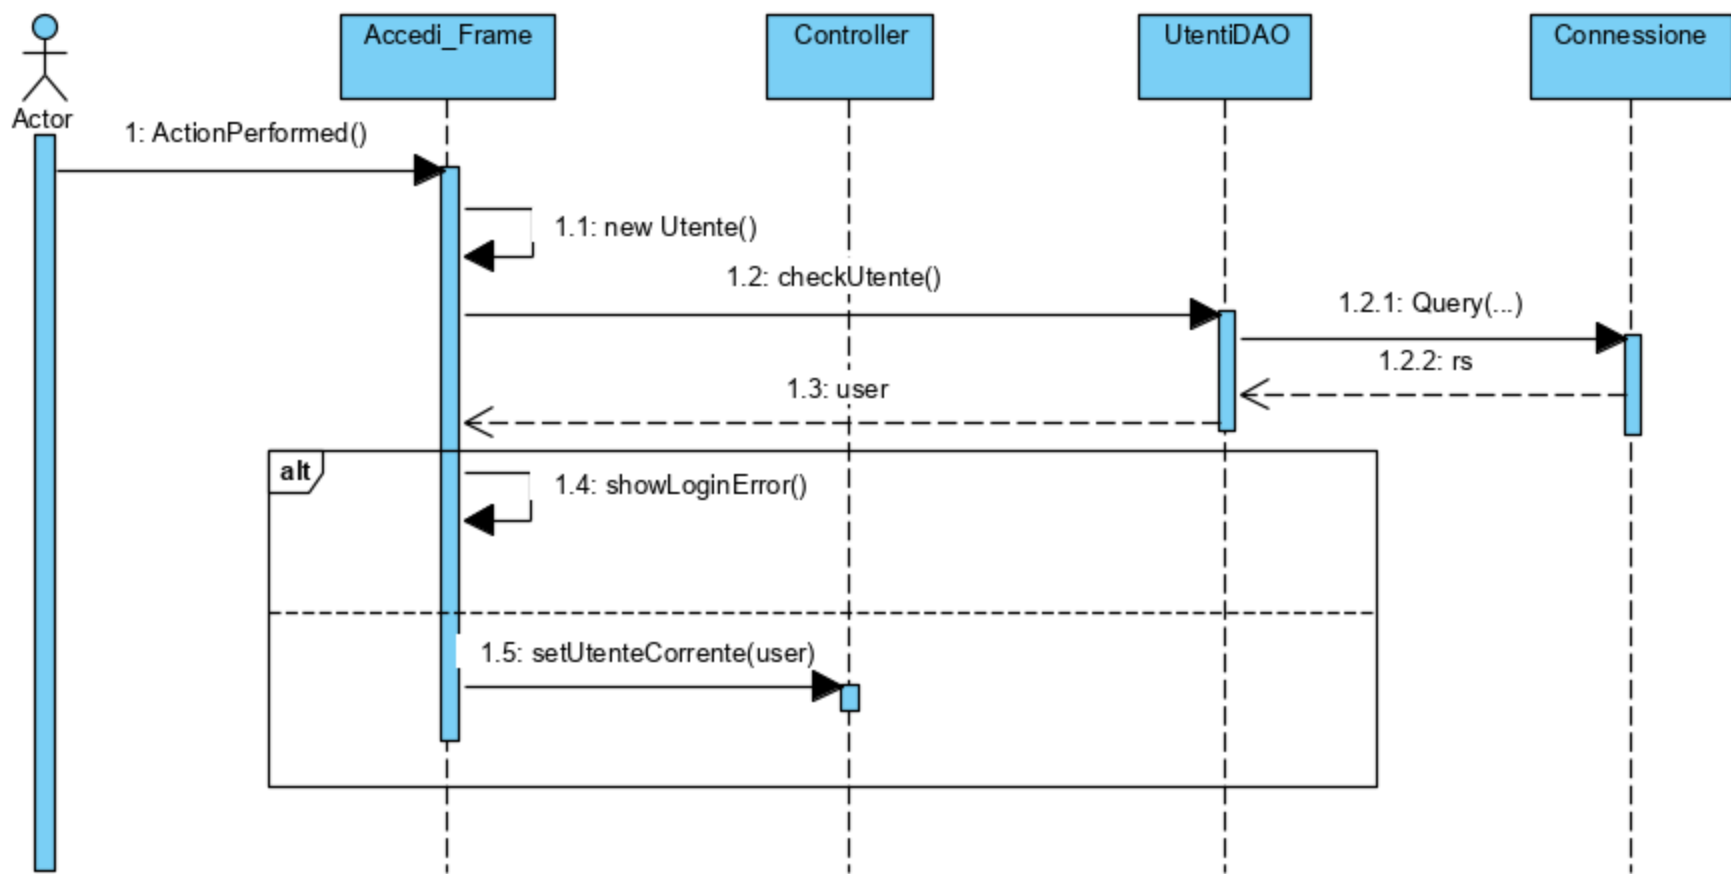 Accedi_Frame
Controller
UtentiDAO
Connessione
Actor
1: ActionPerformed()
1.1: new Utente()
1.2: checkUtente()
1.2.1: Query(...)
1.2.2: rs
1.3: user
alt
1.4: showLoginError()
1.5: setUtenteCorrente(user)